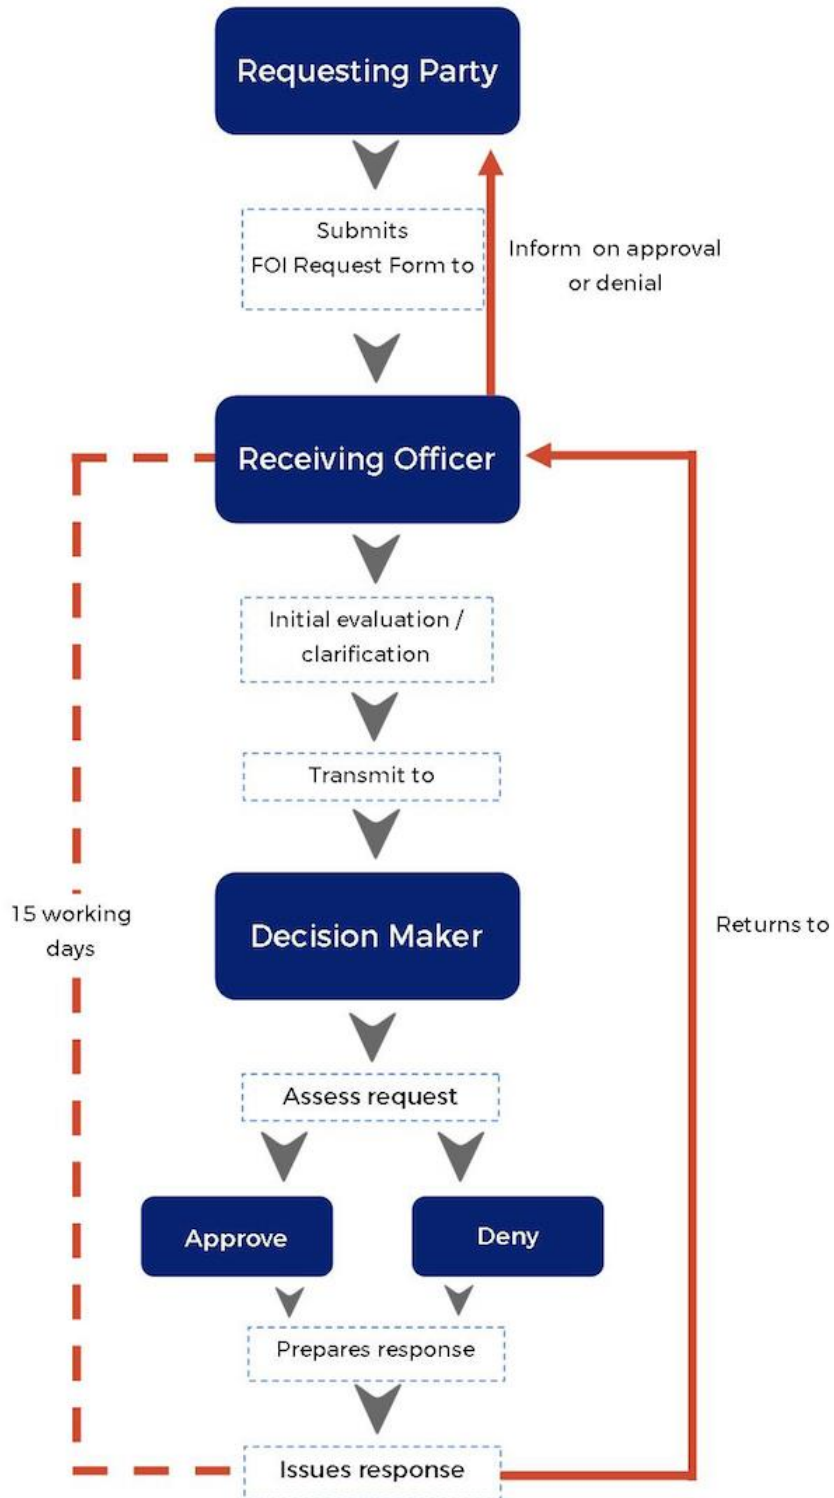 Requesting Party
Submits
FOI Request Form to
Inform on approval
or denial
Receiving Officer
Initial evaluation /
clarification
Transmit to
15 working
days
Decision Maker
Returns to
Assess request
Approve
Deny
Prepares response
Issues response